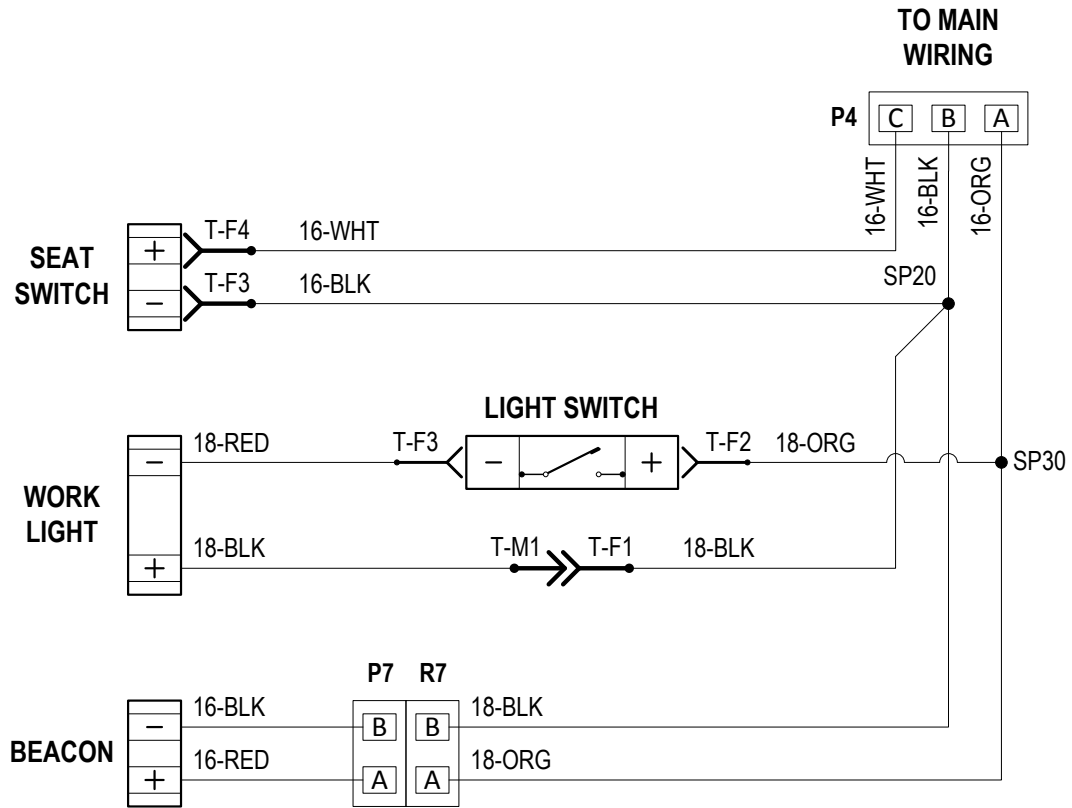 TO MAIN
WIRING
P4 C B A
16-WHT 16-BLK 16-ORG
SEAT
SWITCH
+ T-F4 16-WHT
- T-F3 16-BLK
SP20
LIGHT SWITCH
WORK
LIGHT
- 18-RED T-F3 - + T-F2 18-ORG SP30
+ 18-BLK T-M1 T-F1 18-BLK
P7 R7
BEACON
- 16-BLK B B 18-BLK
+ 16-RED A A 18-ORG